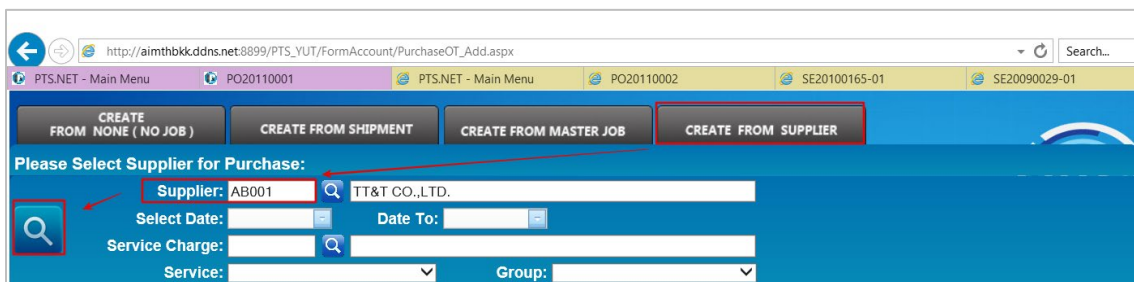 http://aimthbkk.ddns.net:8899/PTS_YUT/FormAccount/PurchaseOT_Add.aspx Search...
PTS.NET - Main Menu PO20110001 PTS.NET - Main Menu PO20110002 SE20100165-01 SE20090029-01
CREATE
FROM NONE ( NO JOB ) CREATE FROM SHIPMENT CREATE FROM MASTER JOB CREATE FROM SUPPLIER
Please Select Supplier for Purchase:
Supplier: AB001 TT&T CO.,LTD.
Select Date: Date To:
Service Charge:
Service: Group: